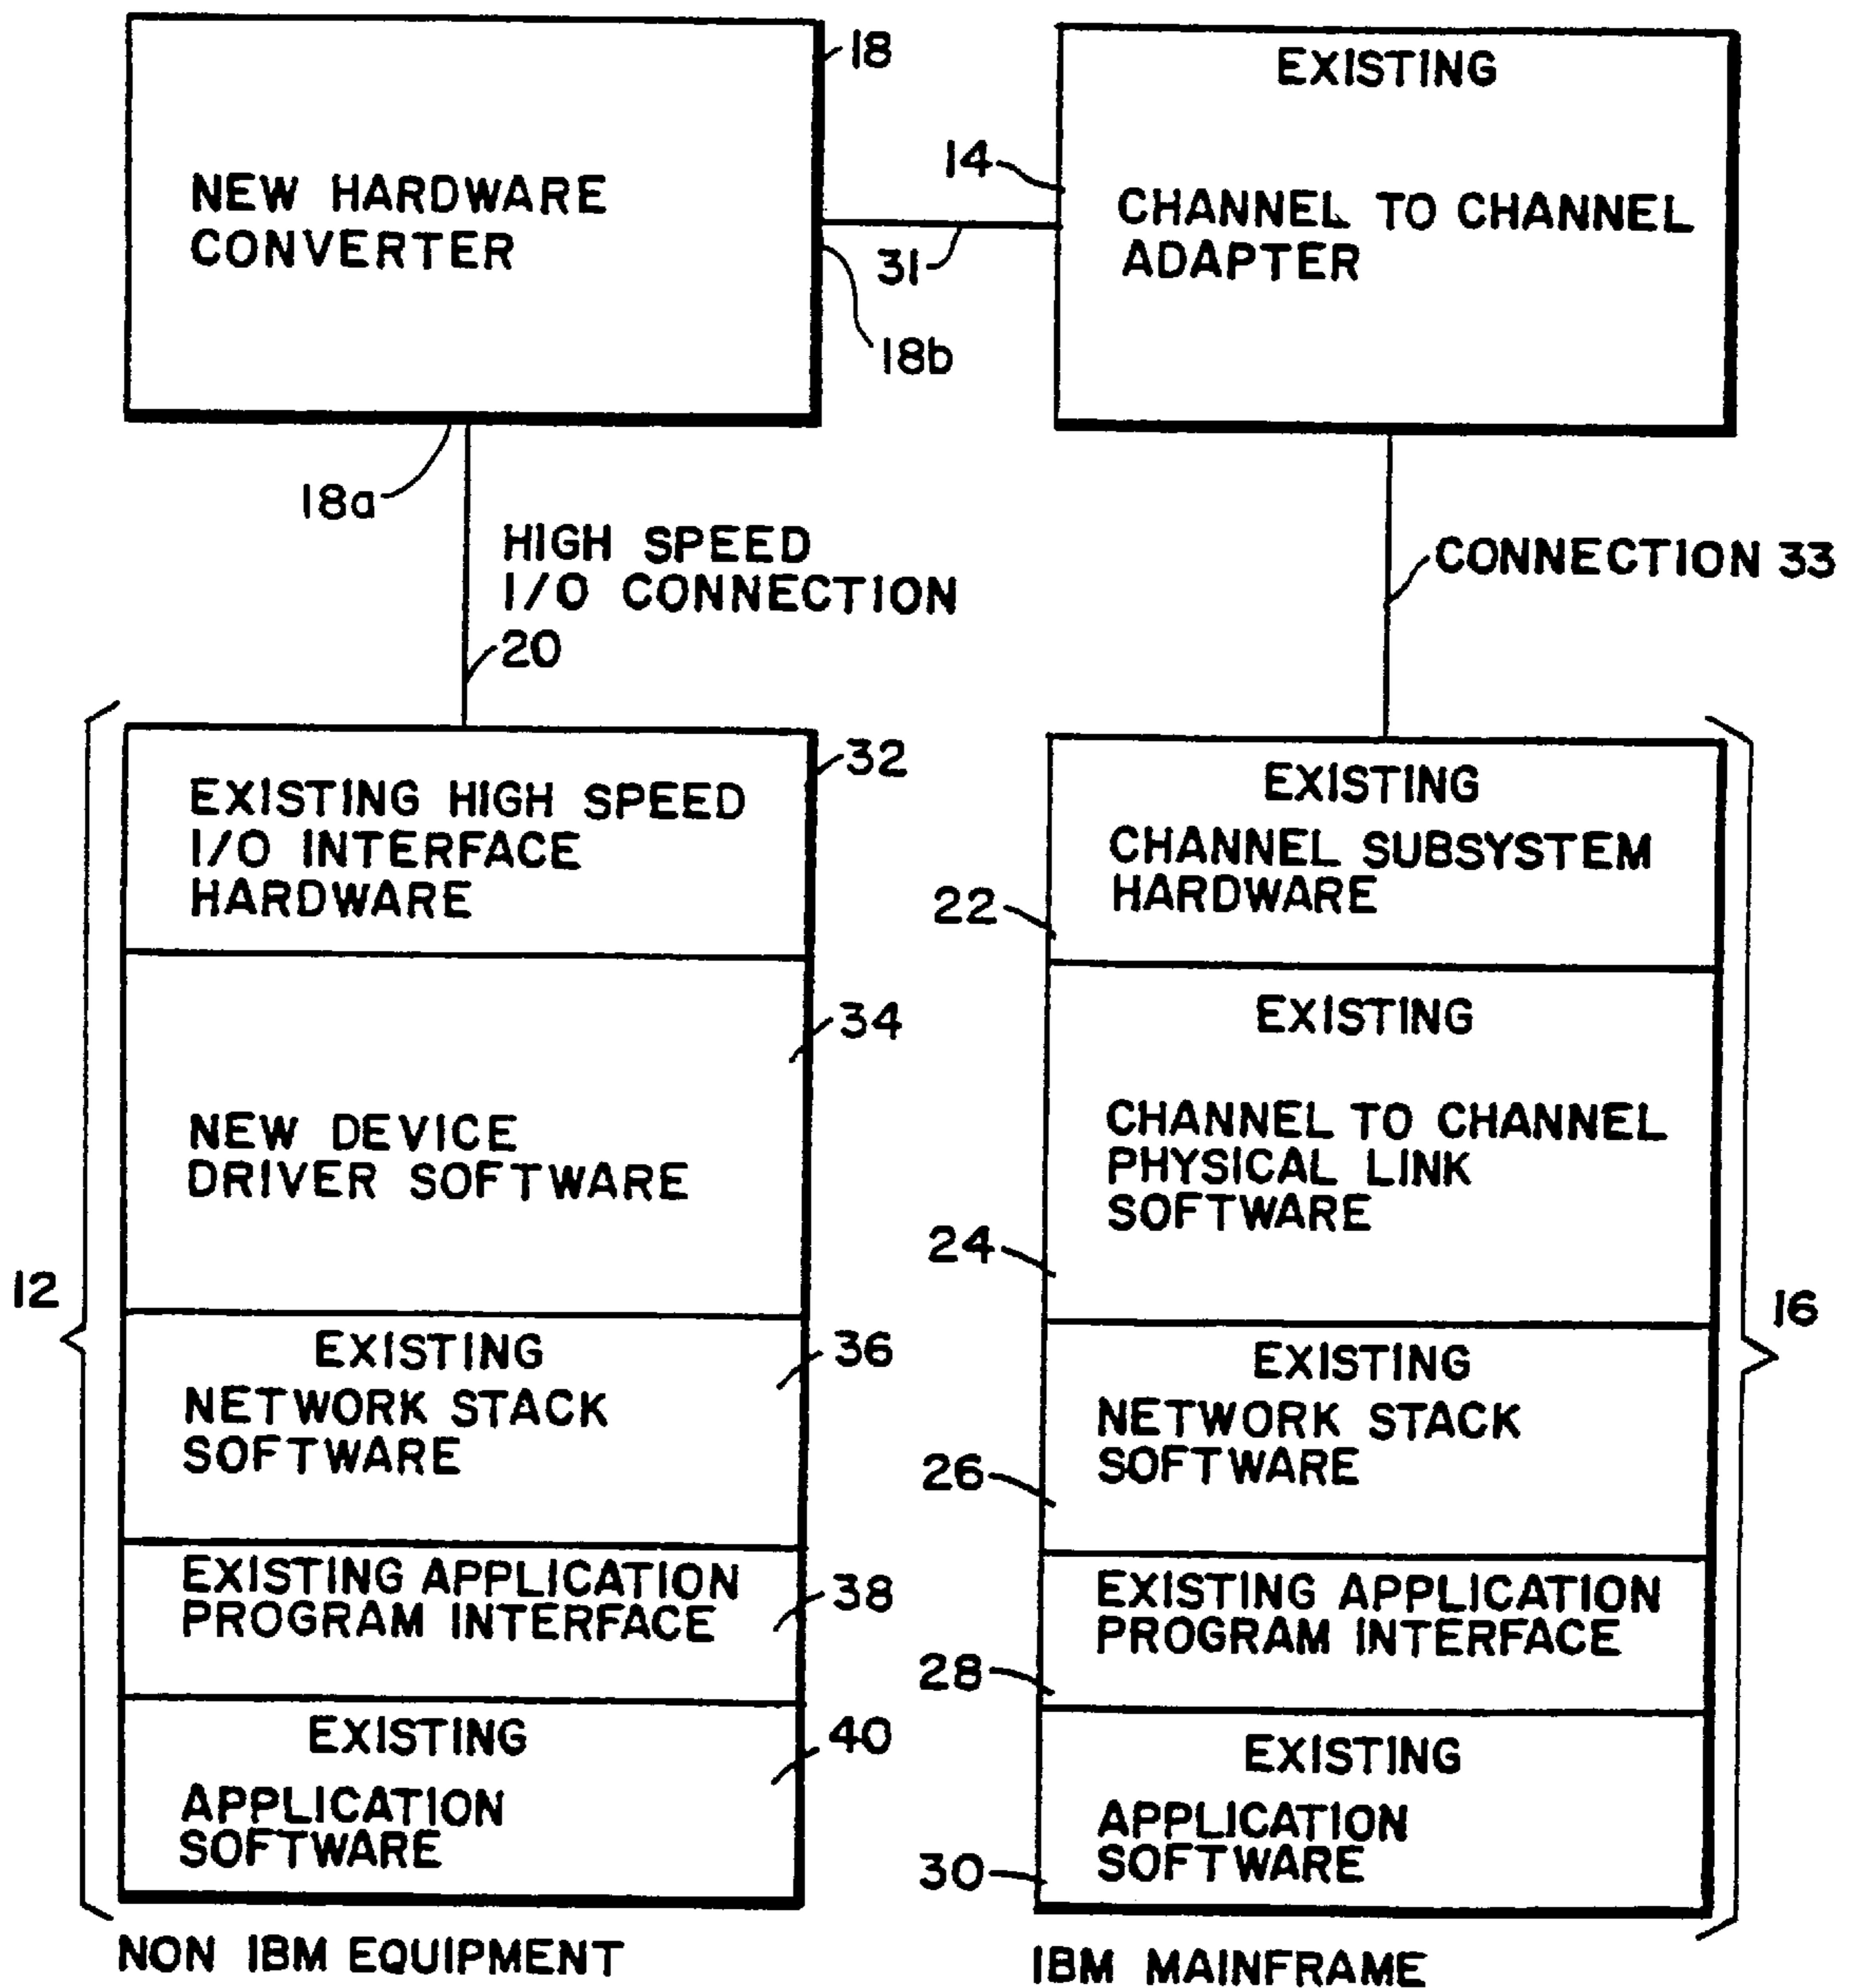 18
NEW HARDWARE
CONVERTER
EXISTING
14
CHANNEL TO CHANNEL
ADAPTER
31
18b
18a
HIGH SPEED
I/O CONNECTION
20
CONNECTION 33
12
32
EXISTING HIGH SPEED
I/O INTERFACE
HARDWARE
34
NEW DEVICE
DRIVER SOFTWARE
EXISTING
36
NETWORK STACK
SOFTWARE
EXISTING APPLICATION
PROGRAM INTERFACE
38
EXISTING
40
APPLICATION
SOFTWARE
NON IBM EQUIPMENT
EXISTING
CHANNEL SUBSYSTEM
HARDWARE
22
EXISTING
CHANNEL TO CHANNEL
PHYSICAL LINK
SOFTWARE
24
16
EXISTING
NETWORK STACK
SOFTWARE
26
EXISTING APPLICATION
PROGRAM INTERFACE
28
EXISTING
APPLICATION
SOFTWARE
30
IBM MAINFRAME